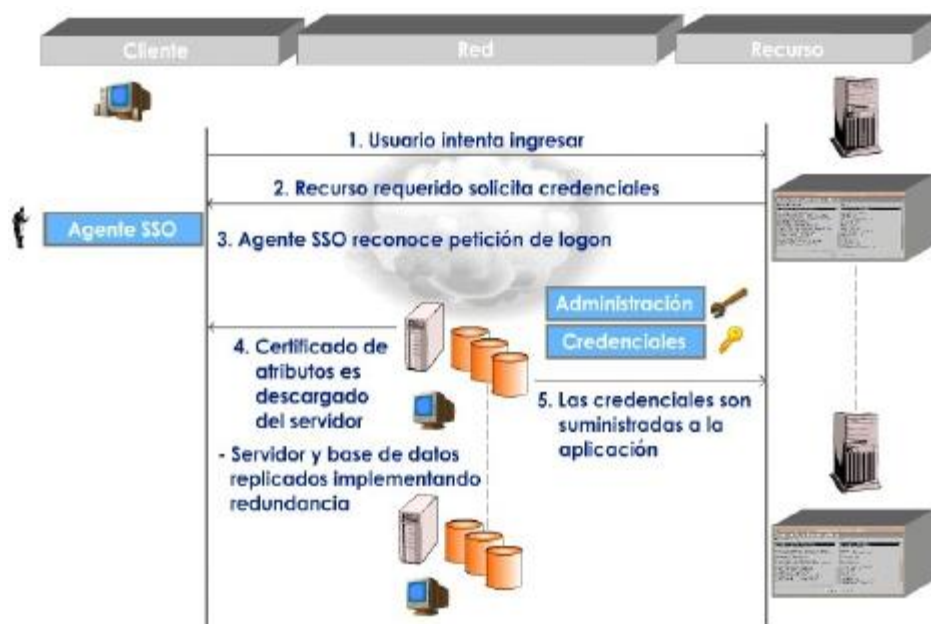 Cliente
Red
Recurso
1. Usuario intenta ingresar
2. Recurso requerido solicita credenciales
Agente SSO
3. Agente SSO reconoce petición de logon
Administración
Credenciales
4. Certificado de
atributos es
descargado
del servidor
5. Las credenciales son
suministradas a la
aplicación
- Servidor y base de datos
replicados implementando
redundancia